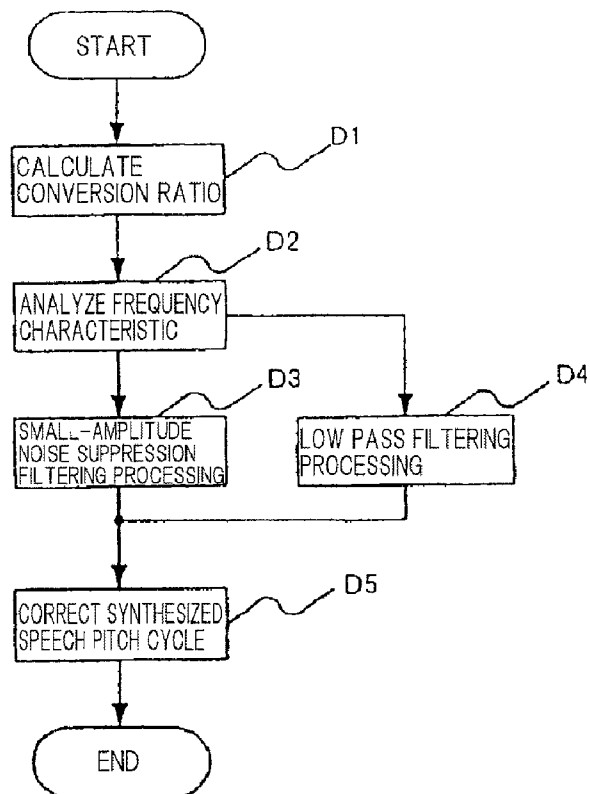 START
D1
CALCULATE
CONVERSION RATIO
D2
ANALYZE FREQUENCY
CHARACTERISTIC
D3
SMALL-AMPLITUDE
NOISE SUPPRESSION
FILTERING PROCESSING
D4
LOW PASS FILTERING
PROCESSING
D5
CORRECT SYNTHESIZED
SPEECH PITCH CYCLE
END